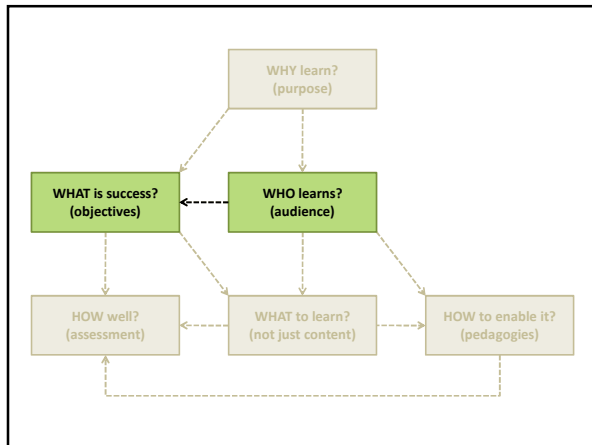 WHY learn?
(purpose)
WHAT is success?
(objectives)
WHO learns?
(audience)
HOW well?
(assessment)
WHAT to learn?
(not just content)
HOW to enable it?
(pedagogies)